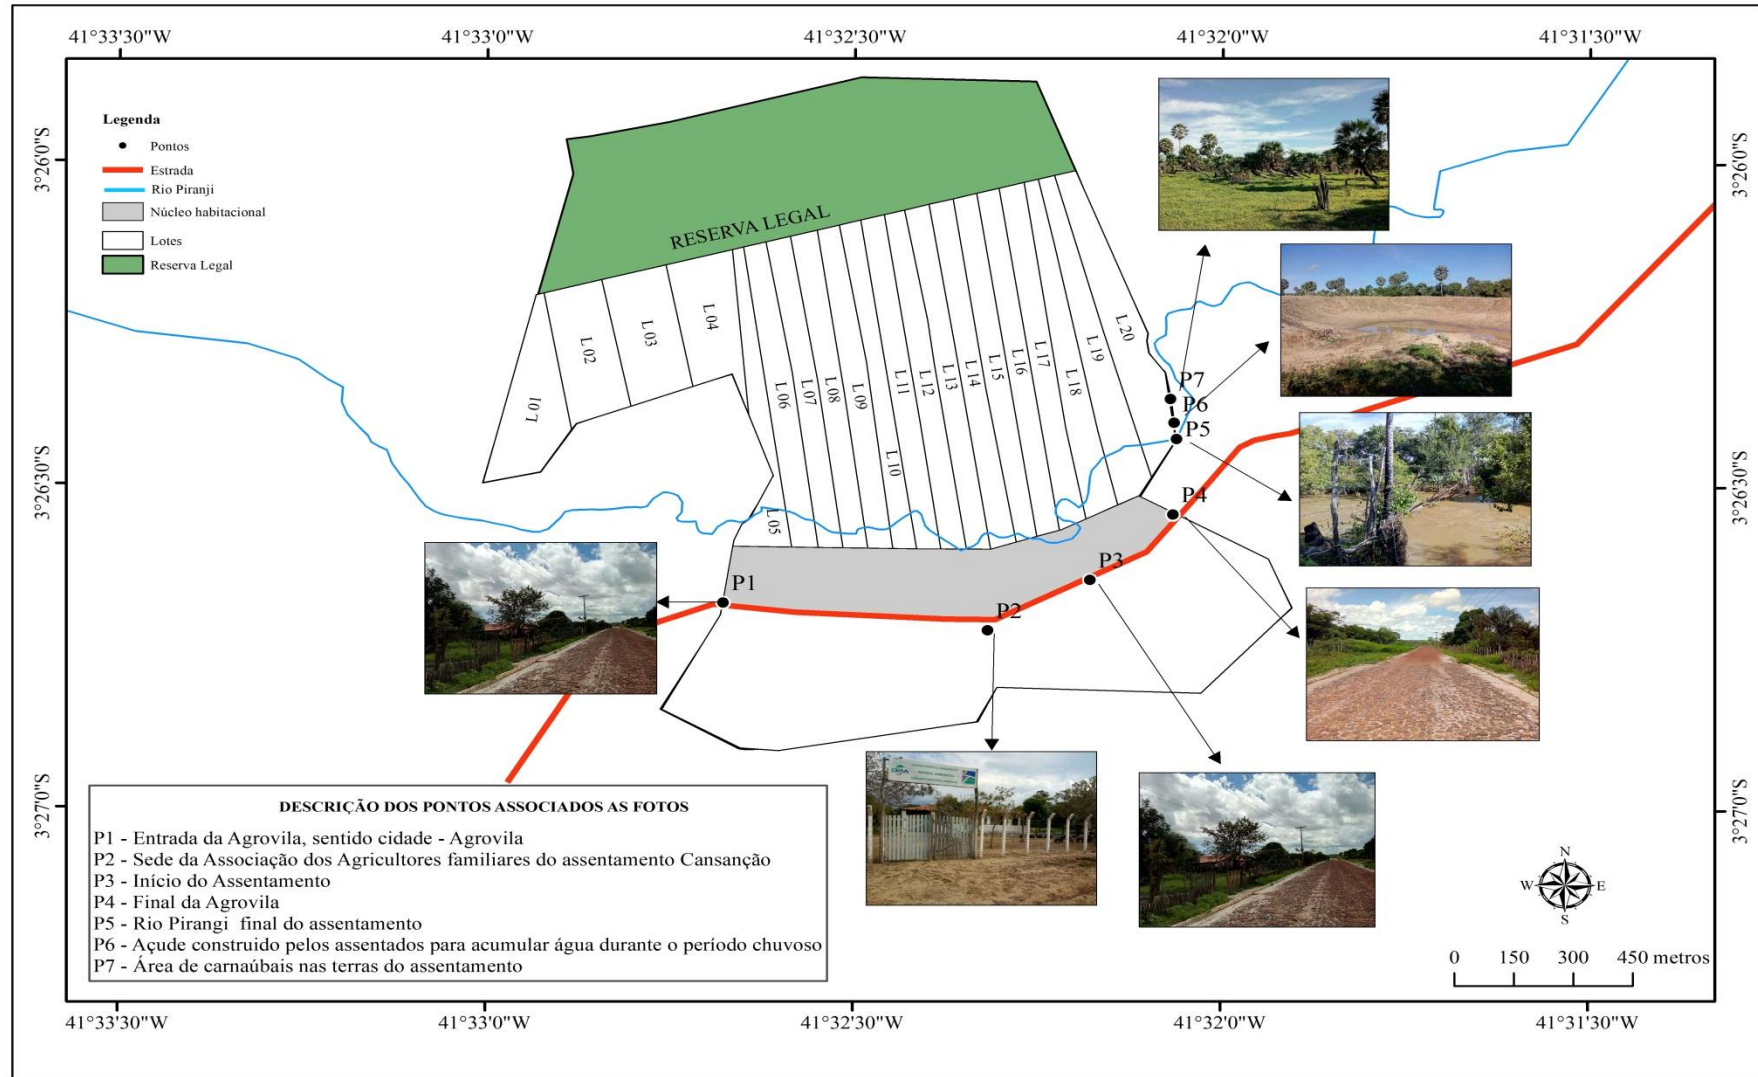 41°33'30"W 41°33'0"W 41°32'30"W 41°32'0"W 41°31'30"W
Legenda
Pontos
Estrada
Rio Piranji
Núcleo habitacional
Lotes
Reserva Legal
3°26'0"S
3°26'0"S
RESERVA LEGAL
L 01
L 02
L 03
L 04
L 05
L 06
L 07
L 08
L 09
L 10
L 11
L 12
L 13
L 14
L 15
L 16
L 17
L 18
L 19
L 20
P7
P6
P5
3°26'30"S
3°26'30"S
P4
P3
P1
P2
3°27'0"S
3°27'0"S
DESCRIÇÃO DOS PONTOS ASSOCIADOS AS FOTOS
P1 - Entrada da Agrovila, sentido cidade - Agrovila
P2 - Sede da Associação dos Agricultores familiares do assentamento Cansanção
P3 - Início do Assentamento
P4 - Final da Agrovila
P5 - Rio Pirangi final do assentamento
P6 - Açude construido pelos assentados para acumular água durante o período chuvoso
P7 - Área de carnaúbais nas terras do assentamento
N
W E
S
0 150 300 450 metros
41°33'30"W 41°33'0"W 41°32'30"W 41°32'0"W 41°31'30"W